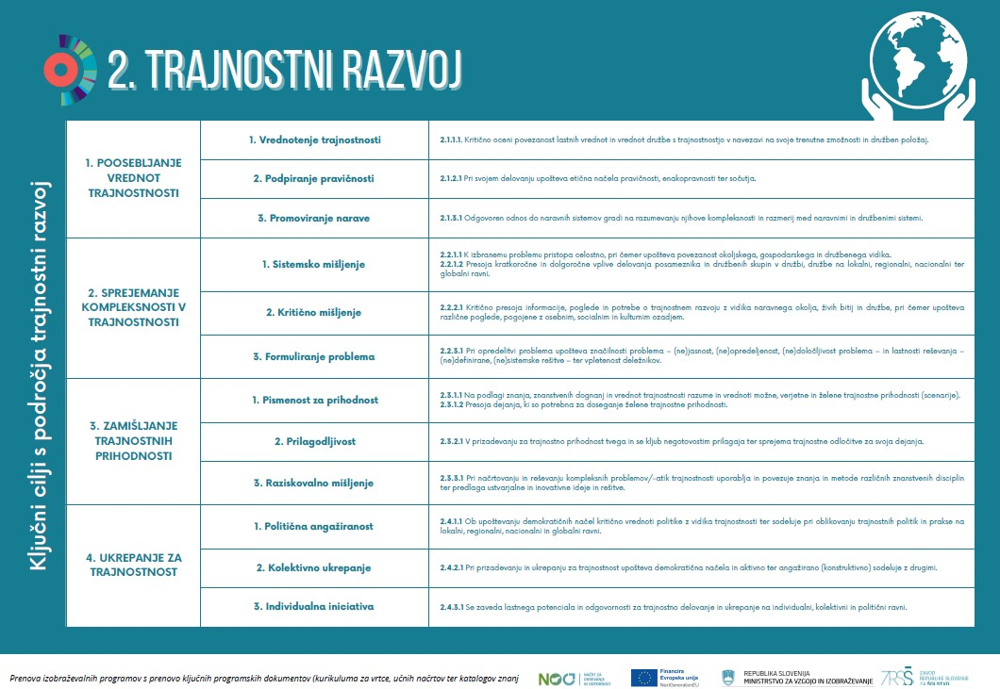 2. TRAJNOSTNI RAZVOJ
Ključni cilji s področja trajnostni razvoj
1. POOSEBLJANJE
VREDNOT
TRAJNOSTNOSTI
1. Vrednotenje trajnostnosti
2.1.1.1. Kritično oceni povezanost lastnih vrednot in vrednot družbe s trajnostnostjo v navezavi na svoje trenutne zmožnosti in družben položaj.
2. Podpiranje pravičnosti
2.1.2.1 Pri svojem delovanju upošteva etična načela pravičnosti, enakopravnosti ter sočutja.
3. Promoviranje narave
2.1.3.1 Odgovoren odnos do naravnih sistemov gradi na razumevanju njihove kompleksnosti in razmerij med naravnimi in družbenimi sistemi.
2. SPREJEMANJE
KOMPLEKSNOSTI V
TRAJNOSTNOSTI
1. Sistemsko mišljenje
2.2.1.1 K izbranemu problemu pristopa celostno, pri čemer upošteva povezanost okoljskega, gospodarskega in družbenega vidika.
2.2.1.2 Presoja kratkoročne in dolgoročne vplive delovanja posameznika in družbenih skupin v družbi, družbe na lokalni, regionalni, nacionalni ter
globalni ravni.
2. Kritično mišljenje
2.2.2.1 Kritično presoja informacije, poglede in potrebe o trajnostnem razvoju z vidika naravnega okolja, živih bitij in družbe, pri čemer upošteva
različne poglede, pogojene z osebnim, socialnim in kulturnim ozadjem.
3. Formuliranje problema
2.2.3.1 Pri opredelitvi problema upošteva značilnosti problema – (ne)jasnost, (ne)opredeljenost, (ne)določljivost problema – in lastnosti reševanja –
(ne)definirane, (ne)sistemske rešitve – ter vpletenost deležnikov.
3. ZAMIŠLJANJE
TRAJNOSTNIH
PRIHODNOSTI
1. Pismenost za prihodnost
2.3.1.1 Na podlagi znanja, znanstvenih dognanj in vrednot trajnostnosti razume in vrednoti možne, verjetne in želene trajnostne prihodnosti (scenarije).
2.3.1.2 Presoja dejanja, ki so potrebna za doseganje želene trajnostne prihodnosti.
2. Prilagodljivost
2.3.2.1 V prizadevanju za trajnostno prihodnost tvega in se kljub negotovostim prilagaja ter sprejema trajnostne odločitve za svoja dejanja.
3. Raziskovalno mišljenje
2.3.3.1 Pri načrtovanju in reševanju kompleksnih problemov/-atik trajnostnosti uporablja in povezuje znanja in metode različnih znanstvenih disciplin
ter predlaga ustvarjalne in inovativne ideje in rešitve.
4. UKREPANJE ZA
TRAJNOSTNOST
1. Politična angažiranost
2.4.1.1 Ob upoštevanju demokratičnih načel kritično vrednoti politike z vidika trajnostnosti ter sodeluje pri oblikovanju trajnostnih politik in prakse na
lokalni, regionalni, nacionalni in globalni ravni.
2. Kolektivno ukrepanje
2.4.2.1 Pri prizadevanju in ukrepanju za trajnostnost upošteva demokratična načela in aktivno ter angažirano (konstruktivno) sodeluje z drugimi.
3. Individualna iniciativa
2.4.3.1 Se zaveda lastnega potenciala in odgovornosti za trajnostno delovanje in ukrepanje na individualni, kolektivni in politični ravni.
Prenova izobraževalnih programov s prenovo ključnih programskih dokumentov (kurikuluma za vrtce, učnih načrtov ter katalogov znanj
NOO
NAČRT ZA
OKREVANJE
IN ODPORNOST
Financira
Evropska unija
NextGenerationEU
REPUBLIKA SLOVENIJA
MINISTRSTVO ZA VZGOJO IN IZOBRAŽEVANJE
ZAVOD
REPUBLIKE SLOVENIJE
ZA ŠOLSTVO